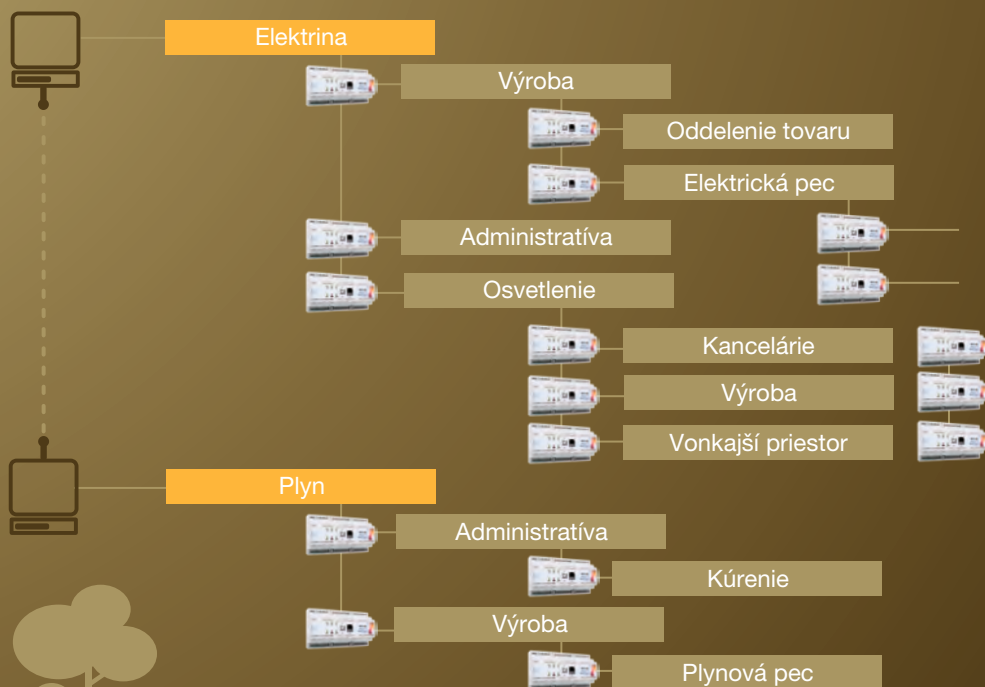 Elektrina
Výroba
Oddelenie tovaru
Elektrická pec
Administratíva
Osvetlenie
Kancelárie
Výroba
Vonkajší priestor
Plyn
Administratíva
Kúrenie
Výroba
Plynová pec